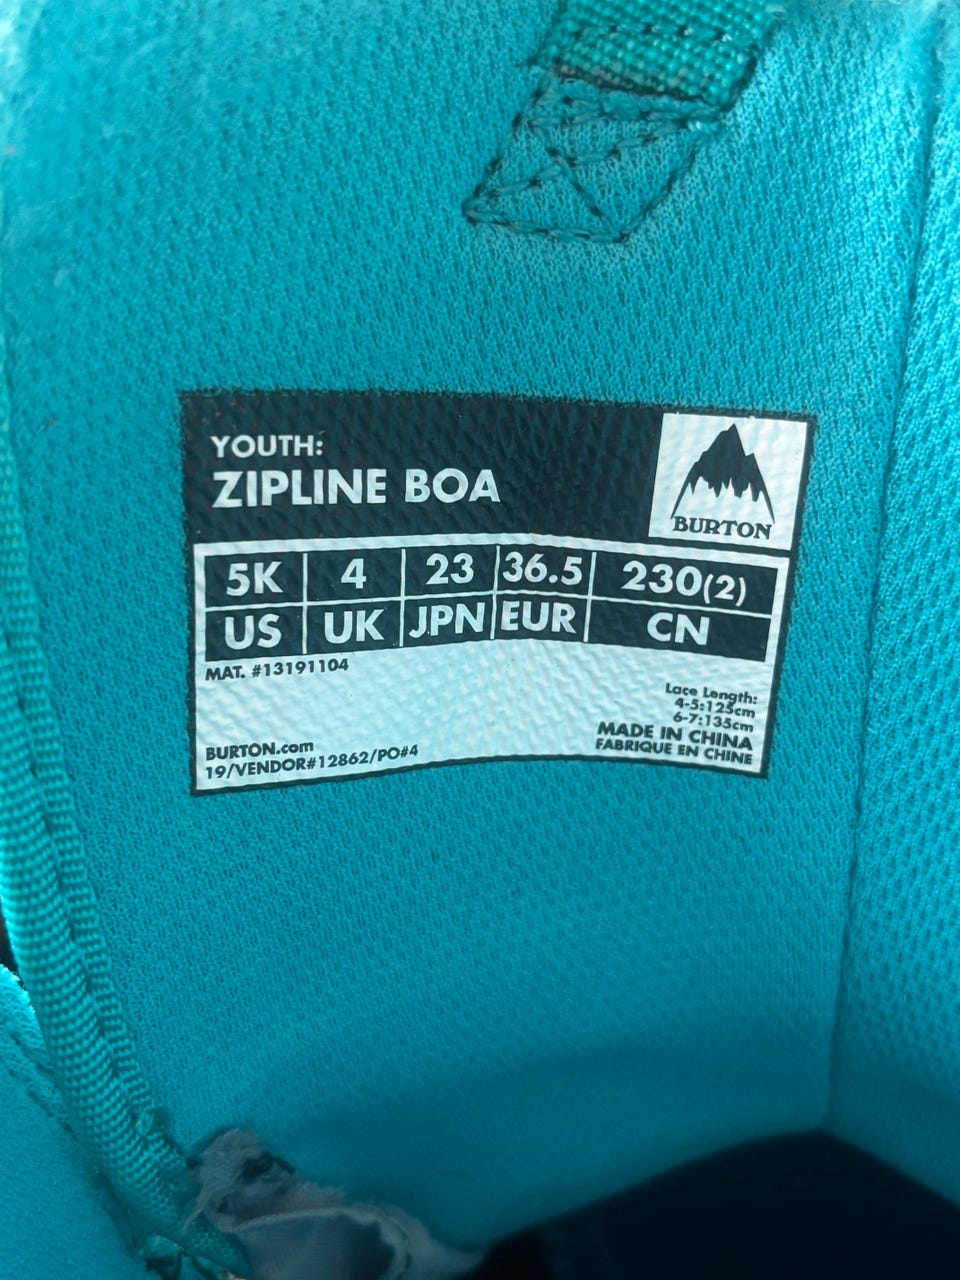 YOUTH:
ZIPLINE BOA
BURTON
5K 4 23 36.5 230(2)
US UK JPN EUR CN
MAT. #13191104
Lace Length:
4-5:125cm
6-7:135cm
MADE IN CHINA
FABRIQUE EN CHINE
BURTON.com
19/VENDOR#12862/PO#4